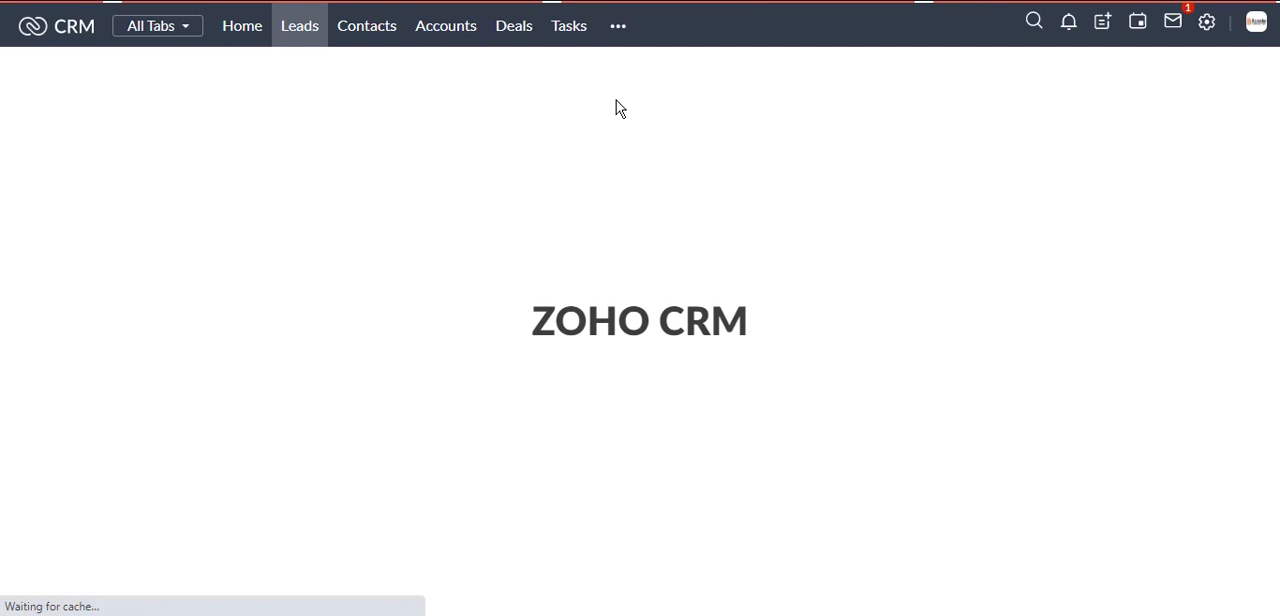 CRM All Tabs Home Leads Contacts Accounts Deals Tasks ••• 1
ZOHO CRM
Waiting for cache...